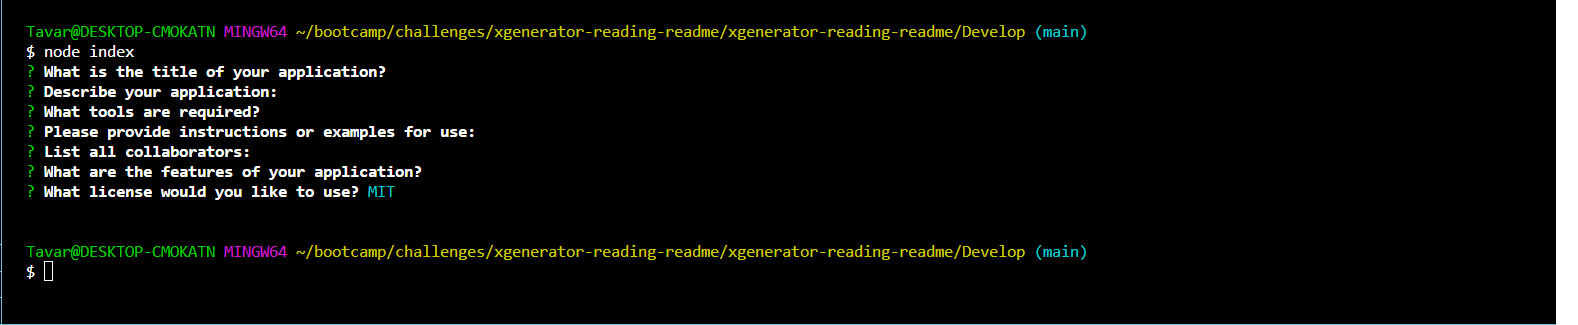 Tavar@DESKTOP-CMOKATN MINGW64 ~/bootcamp/challenges/xgenerator-reading-readme/xgenerator-reading-readme/Develop (main)
$ node index
? What is the title of your application?
? Describe your application:
? What tools are required?
? Please provide instructions or examples for use:
? List all collaborators:
? What are the features of your application?
? What license would you like to use? MIT
Tavar@DESKTOP-CMOKATN MINGW64 ~/bootcamp/challenges/xgenerator-reading-readme/xgenerator-reading-readme/Develop (main)
$